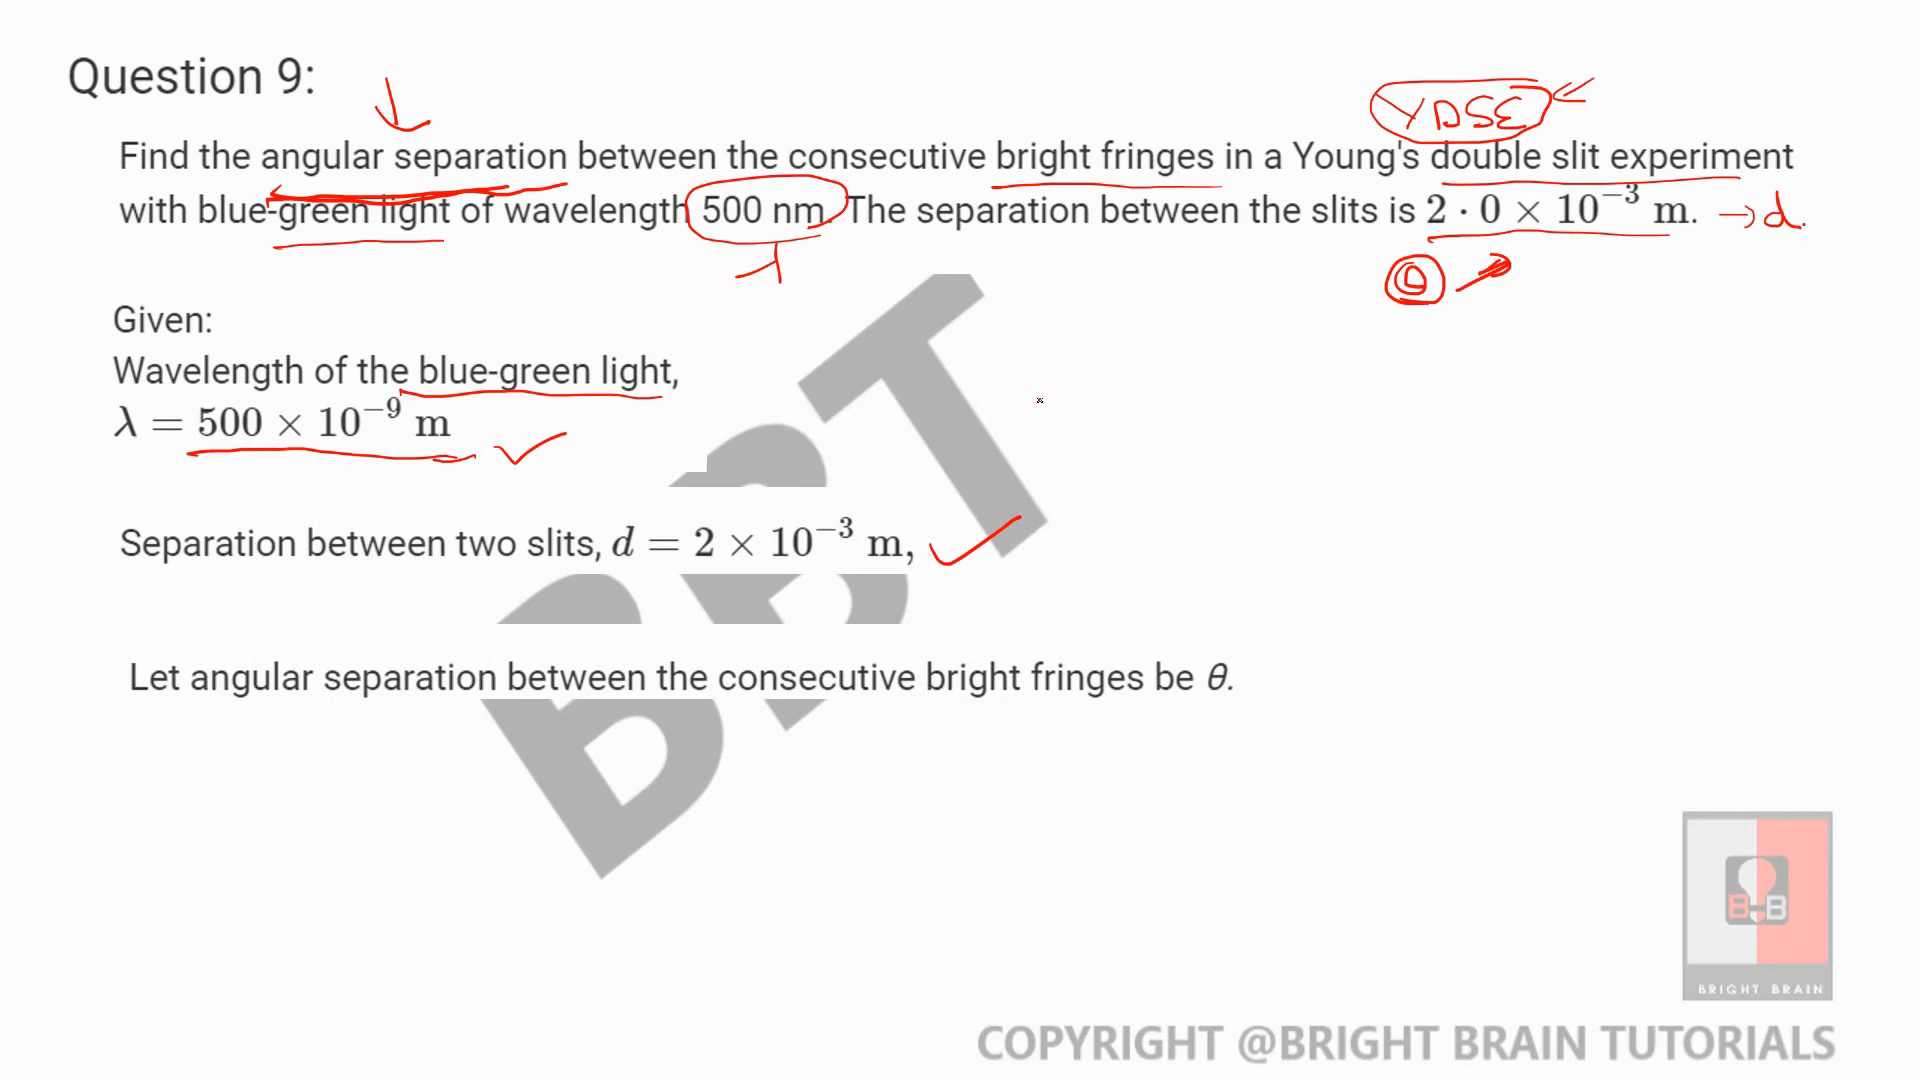 Question 9:
YDSE
Find the angular separation between the consecutive bright fringes in a Young's double slit experiment
with blue-green light of wavelength 500 nm. The separation between the slits is 2 · 0 × 10⁻³ m. → d.
λ
D
Given:
Wavelength of the blue-green light,
λ = 500 × 10⁻⁹ m
Separation between two slits, d = 2 × 10⁻³ m,
Let angular separation between the consecutive bright fringes be θ.
BBT
B B
BRIGHT BRAIN
COPYRIGHT @BRIGHT BRAIN TUTORIALS